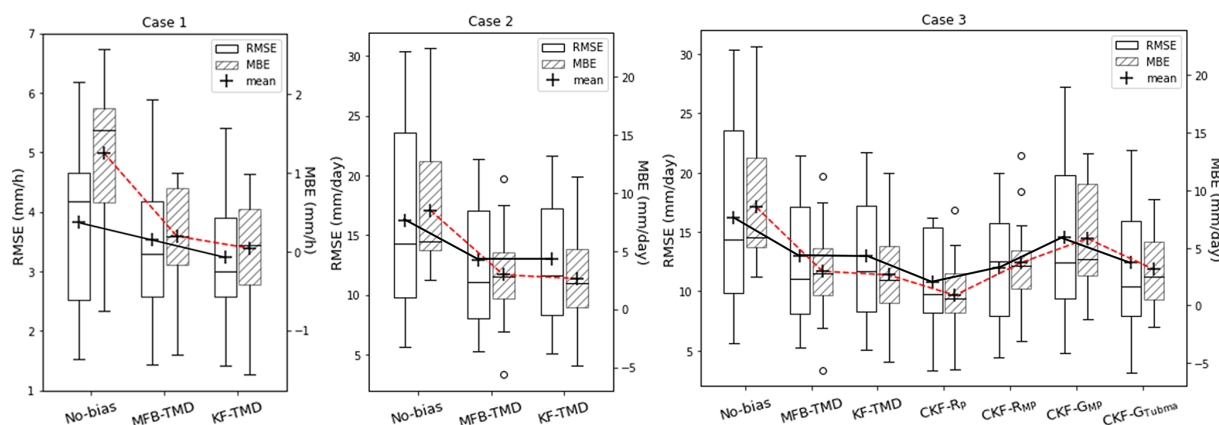 Case 1
RMSE
MBE
mean
7
6
5
4
3
2
1
RMSE (mm/h)
2
1
0
−1
MBE (mm/h)
No-bias
MFB-TMD
KF-TMD
Case 2
RMSE
MBE
mean
30
25
20
15
10
5
RMSE (mm/day)
20
15
10
5
0
−5
MBE (mm/day)
No-bias
MFB-TMD
KF-TMD
Case 3
RMSE
MBE
mean
30
25
20
15
10
5
RMSE (mm/day)
20
15
10
5
0
−5
MBE (mm/day)
No-bias
MFB-TMD
KF-TMD
CKF-RP
CKF-RMP
CKF-GMP
CKF-GTubma